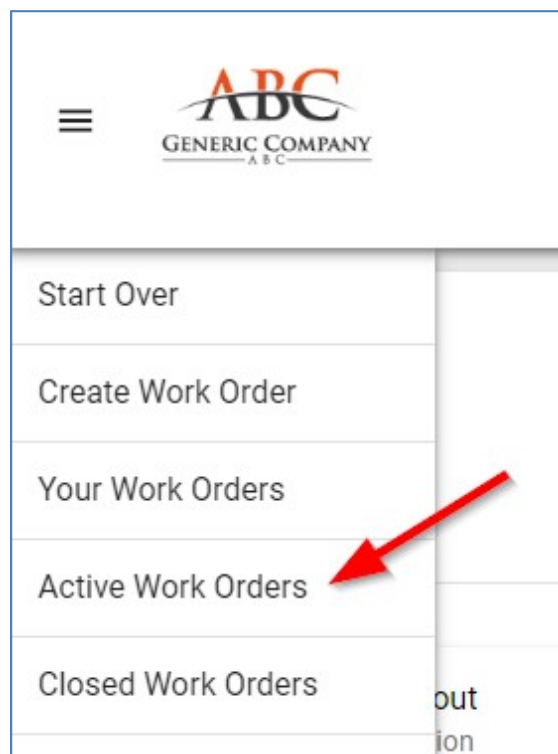 ABC
GENERIC COMPANY
ABC
Start Over
Create Work Order
Your Work Orders
Active Work Orders
Closed Work Orders
out
ion